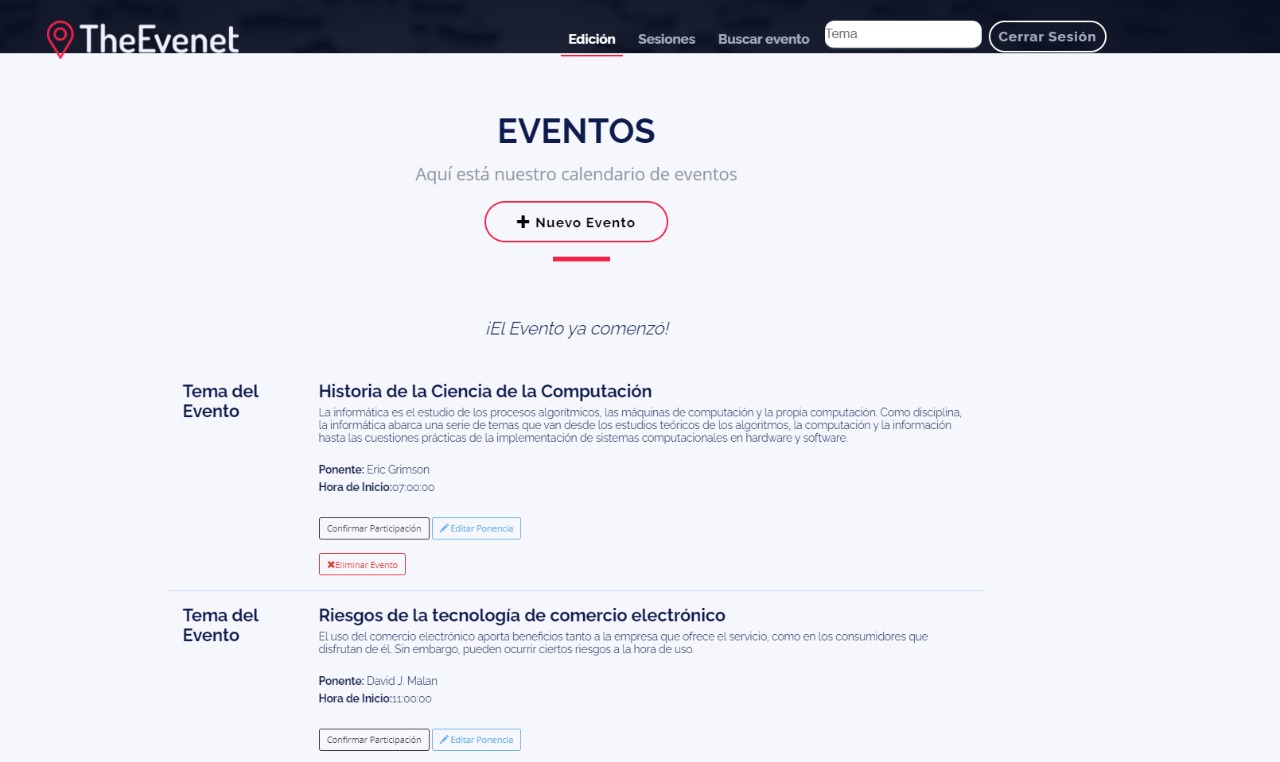 TheEvenet
Edición Sesiones Buscar evento Tema Cerrar Sesión
EVENTOS
Aquí está nuestro calendario de eventos
Nuevo Evento
¡El Evento ya comenzó!
Tema del
Evento
Historia de la Ciencia de la Computación
La informática es el estudio de los procesos algorítmicos, las máquinas de computación y la propia computación. Como disciplina,
la informática abarca una serie de temas que van desde los estudios teóricos de los algoritmos, la computación y la información
hasta las cuestiones prácticas de la implementación de sistemas computacionales en hardware y software.
Ponente: Eric Grimson
Hora de Inicio:07:00:00
Confirmar Participación Editar Ponencia
Eliminar Evento
Tema del
Evento
Riesgos de la tecnología de comercio electrónico
El uso del comercio electrónico aporta beneficios tanto a la empresa que ofrece el servicio, como en los consumidores que
disfrutan de él. Sin embargo, pueden ocurrir ciertos riesgos a la hora de uso.
Ponente: David J. Malan
Hora de Inicio:11:00:00
Confirmar Participación Editar Ponencia